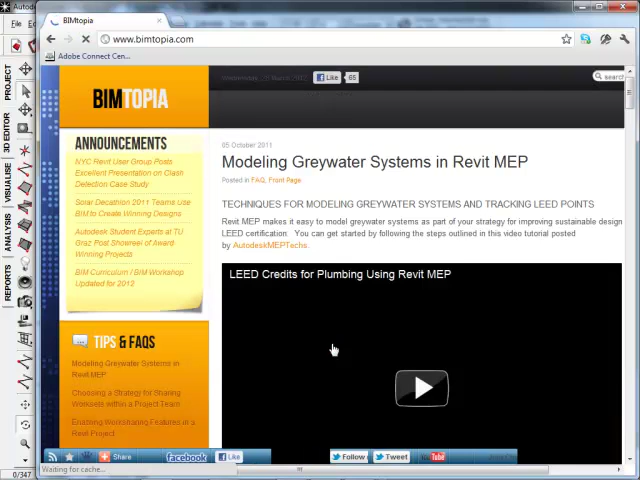 Autod
BIMtopia
www.bimtopia.com
Adobe Connect Cen...
PROJECT
3D EDITOR
VISUALISE
ANALYSIS
REPORTS
BIMTOPIA
Like
65
search
ANNOUNCEMENTS
NYC Revit User Group Posts
Excellent Presentation on Clash
Detection Case Study
Solar Decathlon 2011 Teams Use
BIM to Create Winning Designs
Autodesk Student Experts at TU
Graz Post Showreel of Award-
Winning Projects
BIM Curriculum / BIM Workshop
Updated for 2012
TIPS & FAQS
Modeling Greywater Systems in
Revit MEP
Choosing a Strategy for Sharing
Worksets within a Project Team
Enabling Worksharing Features in a
Revit Project
05 October 2011
Modeling Greywater Systems in Revit MEP
Posted in FAQ, Front Page
TECHNIQUES FOR MODELING GREYWATER SYSTEMS AND TRACKING LEED POINTS
Revit MEP makes it easy to model greywater systems as part of your strategy for improving sustainable design
LEED certification. You can get started by following the steps outlined in this video tutorial posted
by AutodeskMEPTechs.
LEED Credits for Plumbing Using Revit MEP
Share
facebook
Like
Follow
Tweet
You Tube
Waiting for cache...
0/347